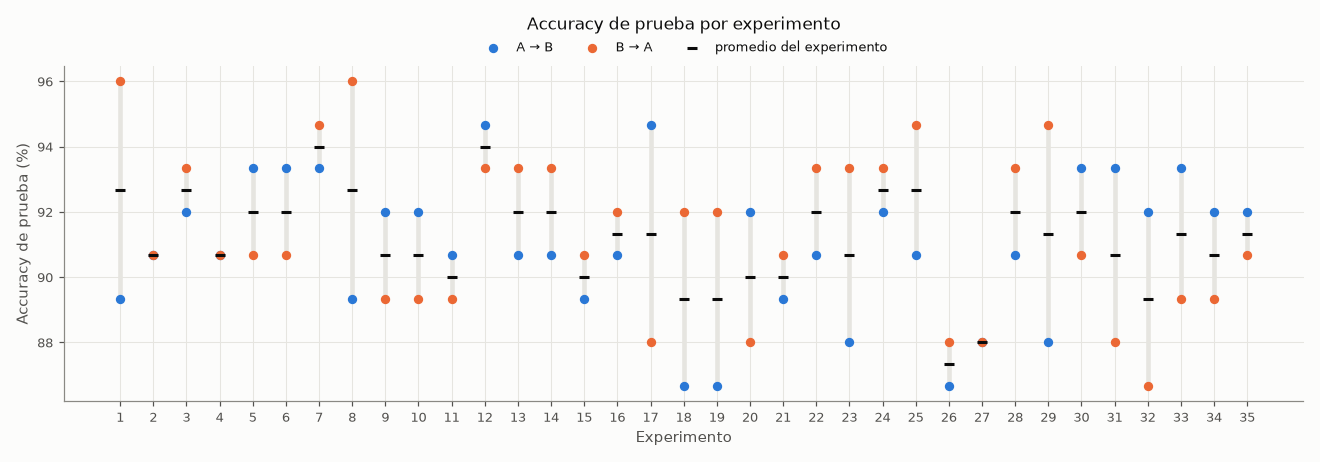 Accuracy de prueba por experimento
A → B B → A promedio del experimento
Accuracy de prueba (%)
96
94
92
90
88
1 2 3 4 5 6 7 8 9 10 11 12 13 14 15 16 17 18 19 20 21 22 23 24 25 26 27 28 29 30 31 32 33 34 35
Experimento